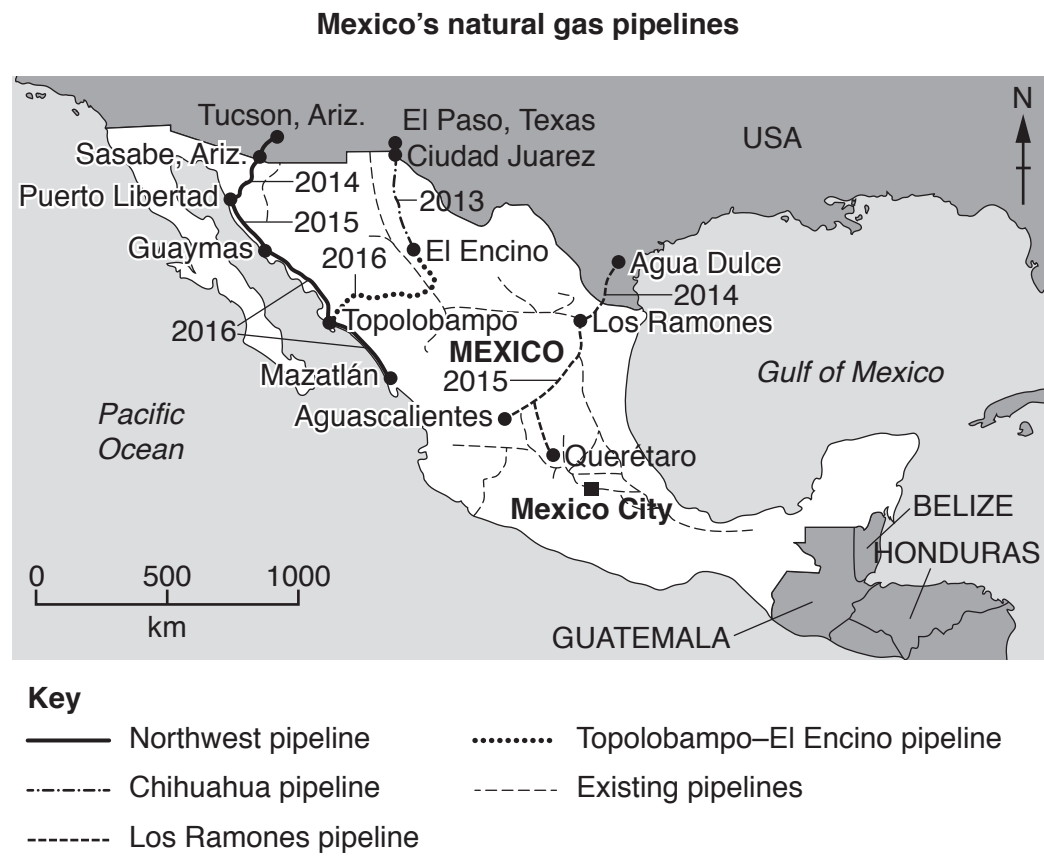 Mexico’s natural gas pipelines
N
Tucson, Ariz.
El Paso, Texas
USA
Sasabe, Ariz.
Ciudad Juarez
2014
Puerto Libertad
2013
2015
Guaymas
2016
El Encino
Agua Dulce
2014
2016
Topolobampo
Los Ramones
MEXICO
Mazatlán
2015
Gulf of Mexico
Pacific
Ocean
Aguascalientes
Querétaro
Mexico City
BELIZE
HONDURAS
GUATEMALA
0 500 1000
km
Key
Northwest pipeline
Topolobampo–El Encino pipeline
Chihuahua pipeline
Existing pipelines
Los Ramones pipeline